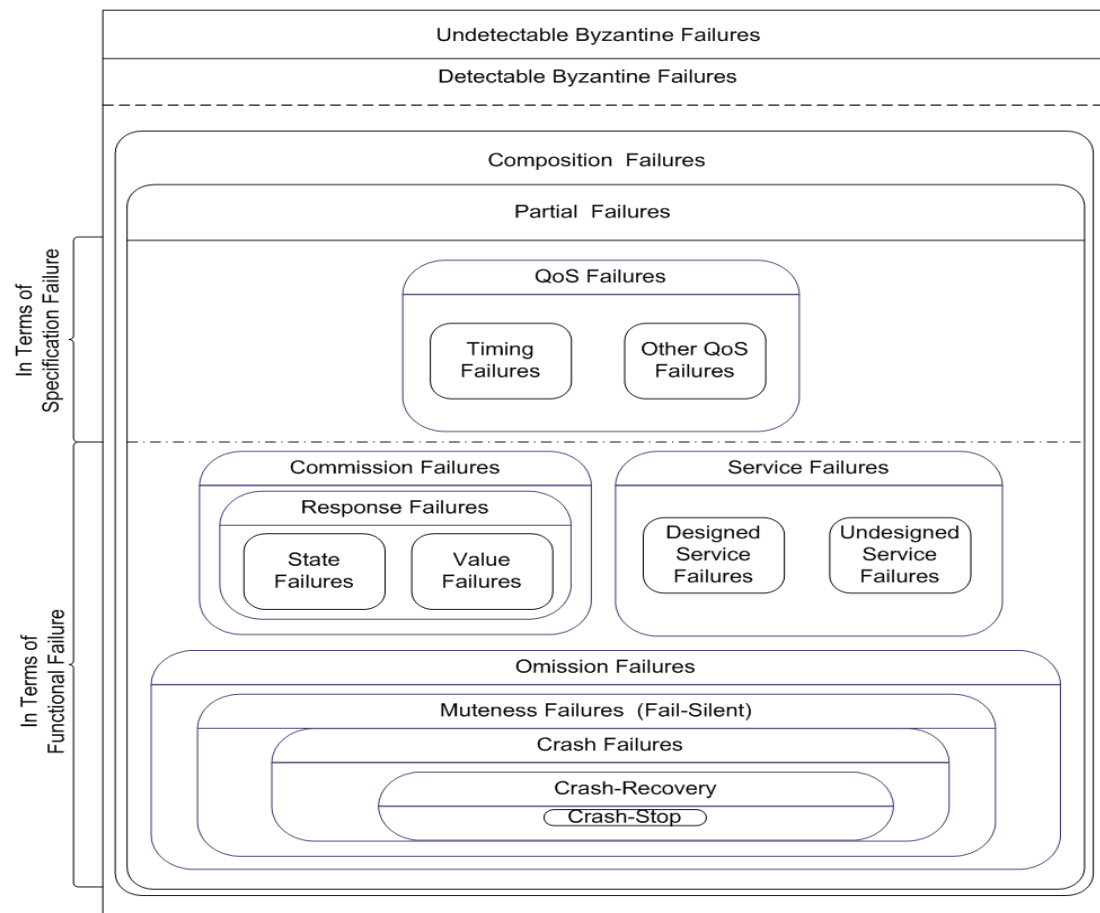 Undetectable Byzantine Failures
Detectable Byzantine Failures
Composition Failures
Partial Failures
In Terms of
Specification Failure
QoS Failures
Timing
Failures
Other QoS
Failures
In Terms of
Functional Failure
Commission Failures
Response Failures
State
Failures
Value
Failures
Service Failures
Designed
Service
Failures
Undesigned
Service
Failures
Omission Failures
Muteness Failures (Fail-Silent)
Crash Failures
Crash-Recovery
Crash-Stop